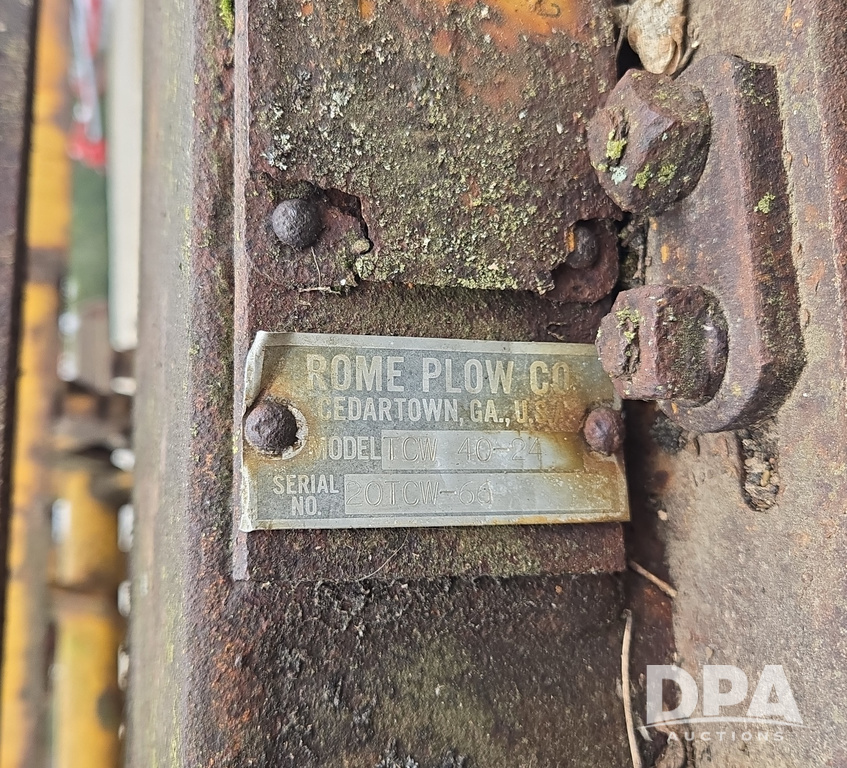 ROME PLOW CO.
CEDARTOWN, GA., U.S.A.
MODEL TCW 40-24
SERIAL NO. 20TCW-66
DPA
AUCTIONS